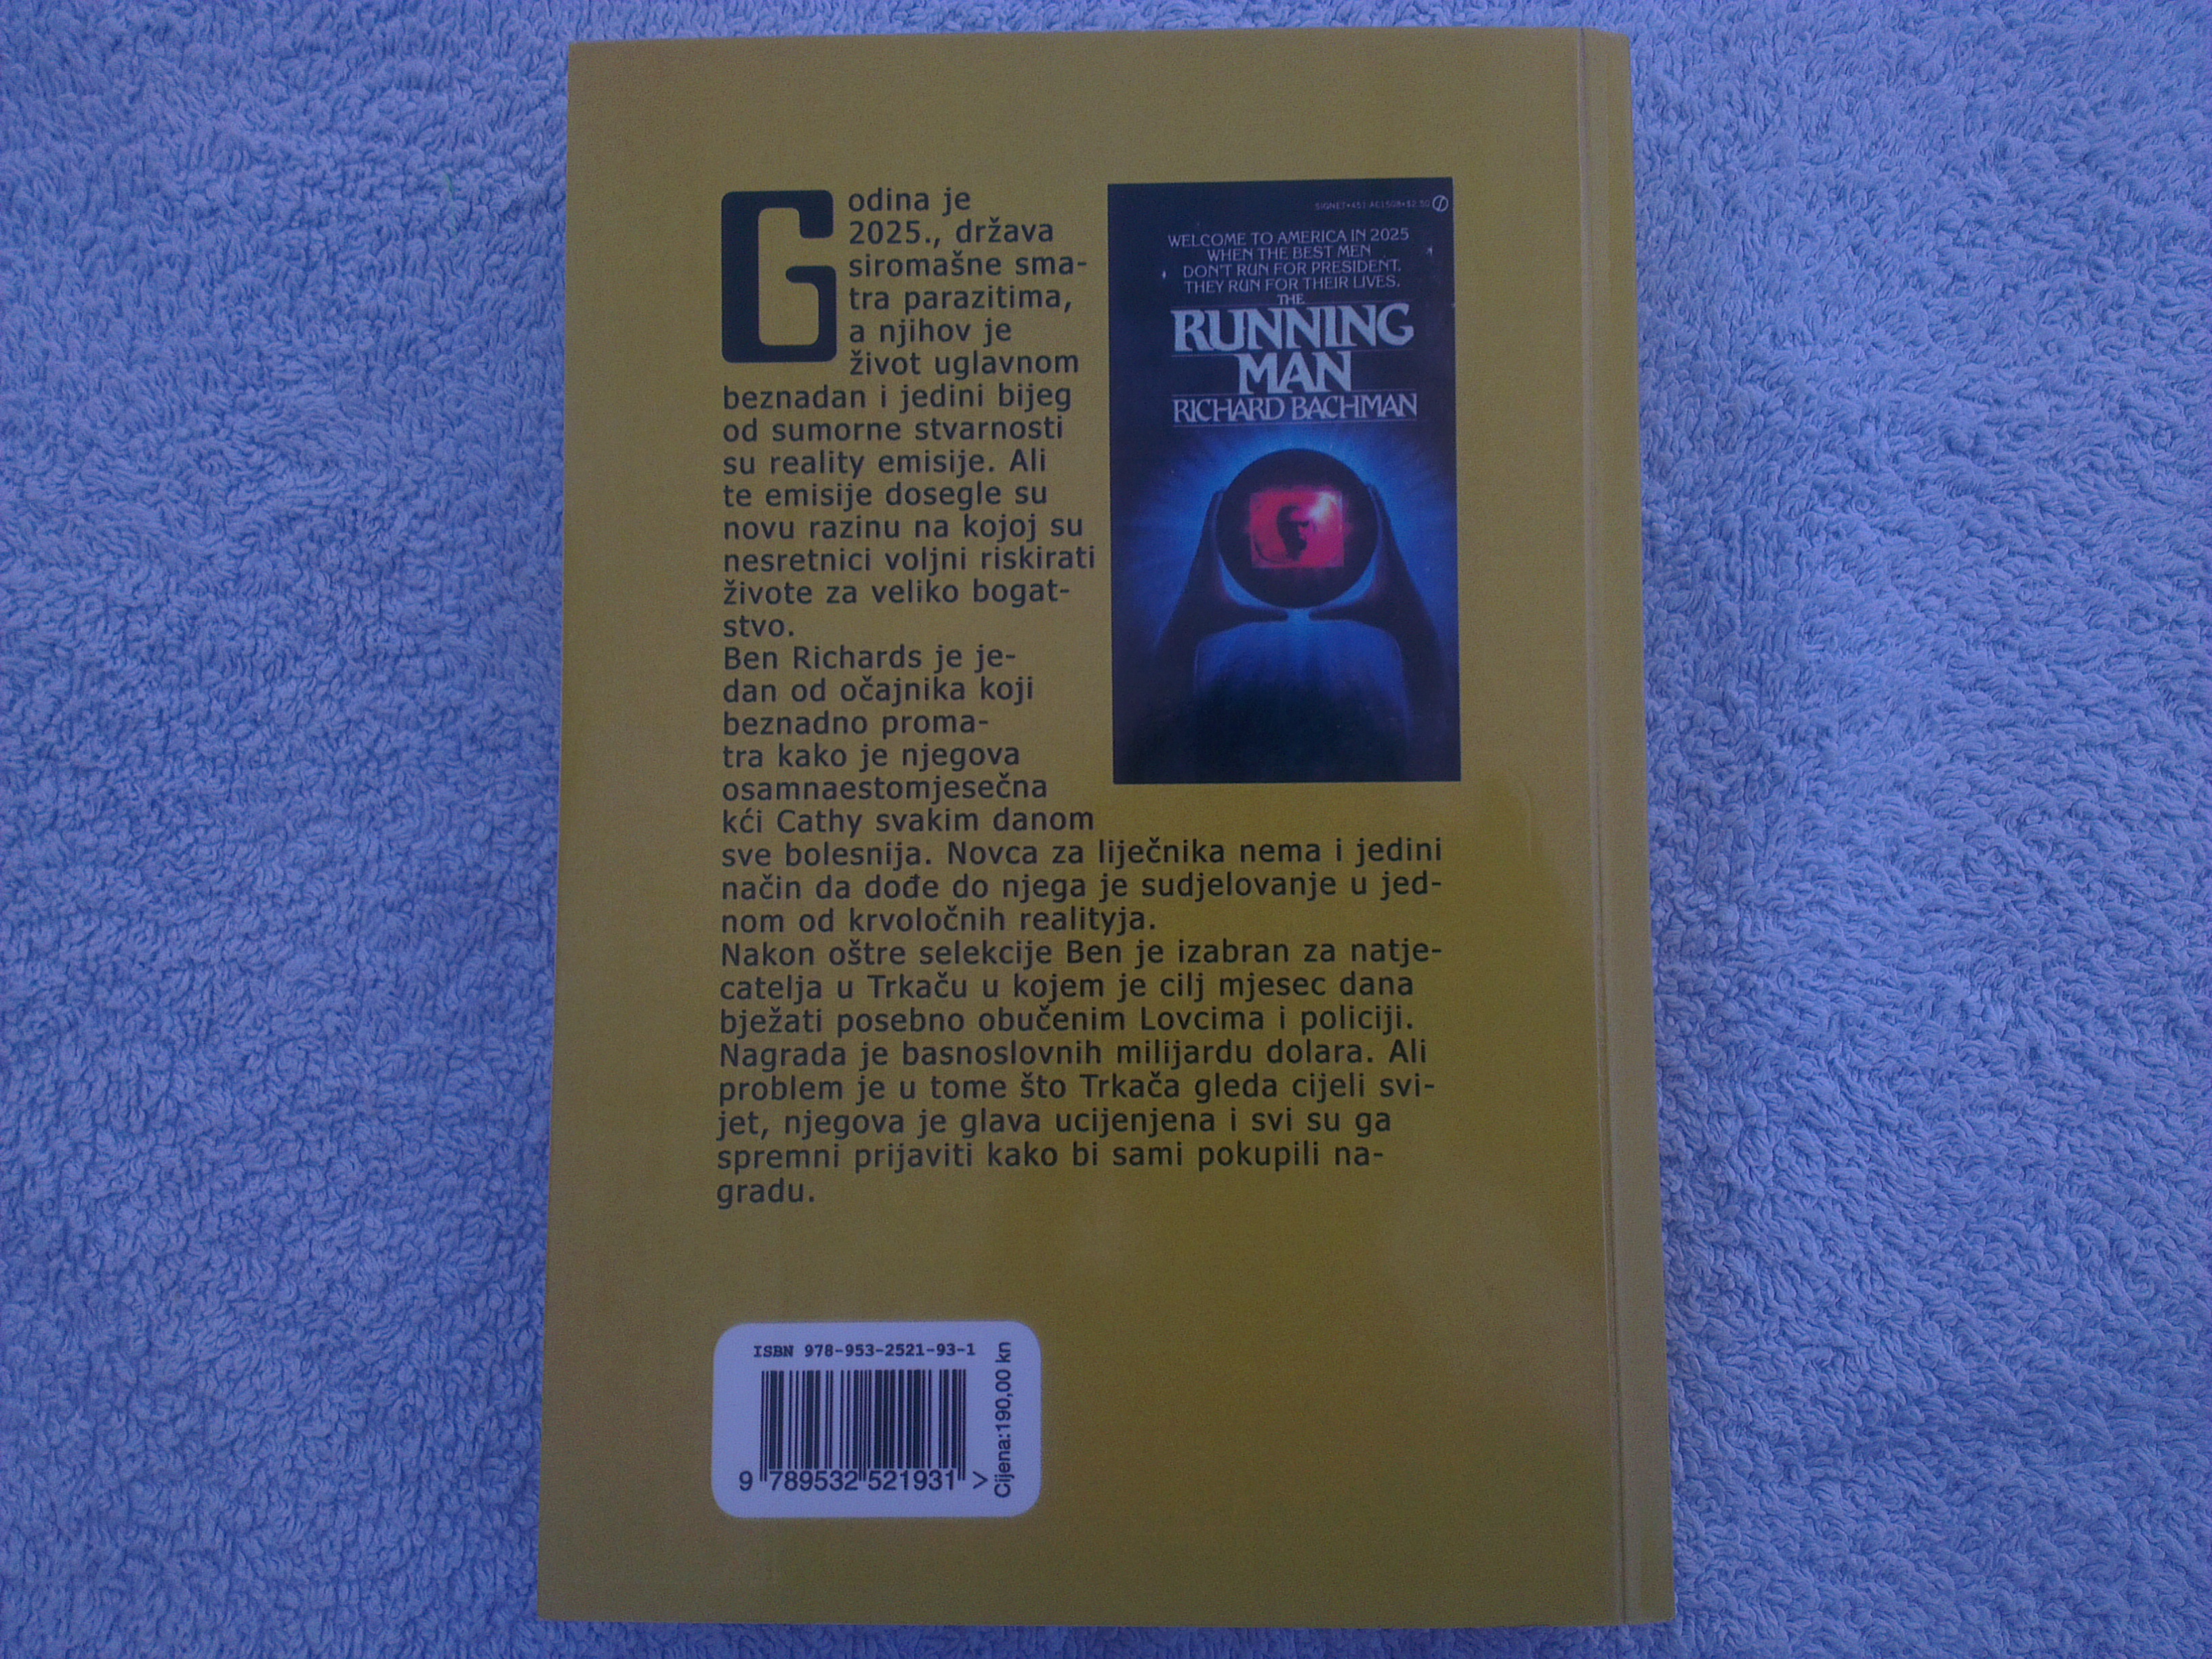 Godina je
2025., država
siromašne sma-
tra parazitima,
a njihov je
život uglavnom
beznadan i jedini bijeg
od sumorne stvarnosti
su reality emisije. Ali
te emisije dosegle su
novu razinu na kojoj su
nesretnici voljni riskirati
živote za veliko bogat-
stvo.
Ben Richards je je-
dan od očajnika koji
beznadno proma-
tra kako je njegova
osamnaestomjesečna
kći Cathy svakim danom
sve bolesnija. Novca za liječnika nema i jedini
način da dođe do njega je sudjelovanje u jed-
nom od krvoločnih realityja.
Nakon oštre selekcije Ben je izabran za natje-
catelja u Trkaču u kojem je cilj mjesec dana
bježati posebno obučenim Lovcima i policiji.
Nagrada je basnoslovnih milijardu dolara. Ali
problem je u tome što Trkača gleda cijeli svi-
jet, njegova je glava ucijenjena i svi su ga
spremni prijaviti kako bi sami pokupili na-
gradu.
SIGNET•451-AE1508•$2.50
WELCOME TO AMERICA IN 2025
WHEN THE BEST MEN
DON'T RUN FOR PRESIDENT.
THEY RUN FOR THEIR LIVES.
THE
RUNNING
MAN
RICHARD BACHMAN
ISBN 978-953-2521-93-1
9 789532 521931 >
Cijena:190,00 kn